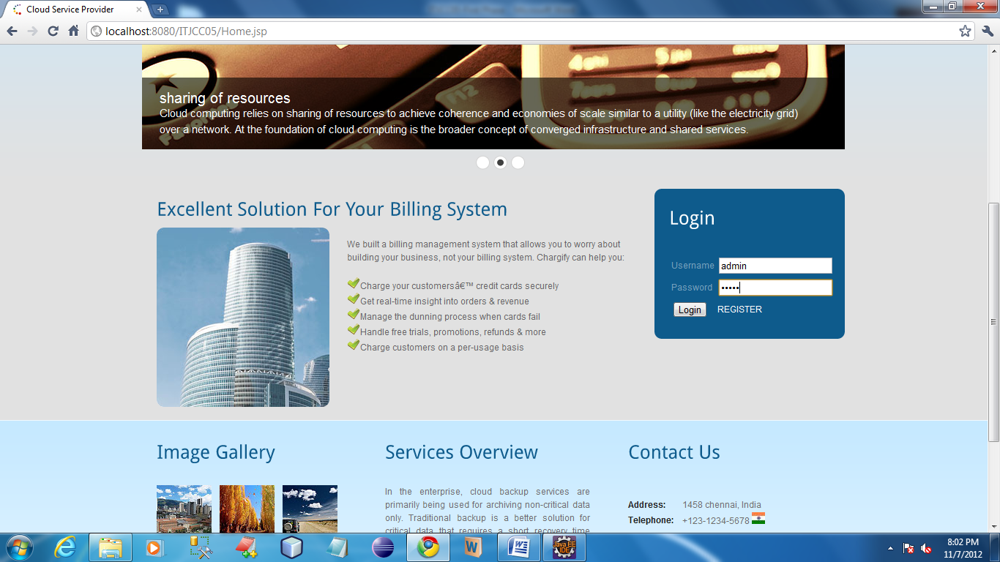 Cloud Service Provider
localhost:8080/ITJCC05/Home.jsp
4
5
F12
sharing of resources
Cloud computing relies on sharing of resources to achieve coherence and economies of scale similar to a utility (like the electricity grid)
over a network. At the foundation of cloud computing is the broader concept of converged infrastructure and shared services.
Excellent Solution For Your Billing System
We built a billing management system that allows you to worry about
building your business, not your billing system. Chargify can help you:
Charge your customersâ€™ credit cards securely
Get real-time insight into orders & revenue
Manage the dunning process when cards fail
Handle free trials, promotions, refunds & more
Charge customers on a per-usage basis
Login
Username admin
Password •••••
Login REGISTER
Image Gallery
Services Overview
In the enterprise, cloud backup services are
primarily being used for archiving non-critical data
only. Traditional backup is a better solution for
critical data that requires a short recovery time
Contact Us
Address: 1458 chennai, India
Telephone: +123-1234-5678
Java EE
IDE
8:02 PM
11/7/2012